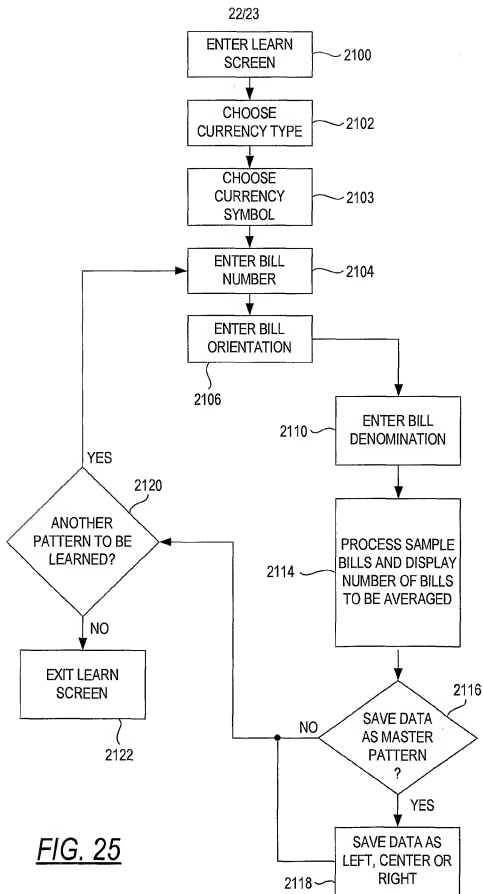 22/23
ENTER LEARN
SCREEN
2100
CHOOSE
CURRENCY TYPE
2102
CHOOSE
CURRENCY
SYMBOL
2103
ENTER BILL
NUMBER
2104
ENTER BILL
ORIENTATION
2106
ENTER BILL
DENOMINATION
2110
PROCESS SAMPLE
BILLS AND DISPLAY
NUMBER OF BILLS
TO BE AVERAGED
2114
SAVE DATA
AS MASTER
PATTERN
?
2116
NO
YES
SAVE DATA AS
LEFT, CENTER OR
RIGHT
2118
ANOTHER
PATTERN TO BE
LEARNED?
2120
YES
NO
EXIT LEARN
SCREEN
2122
FIG. 25